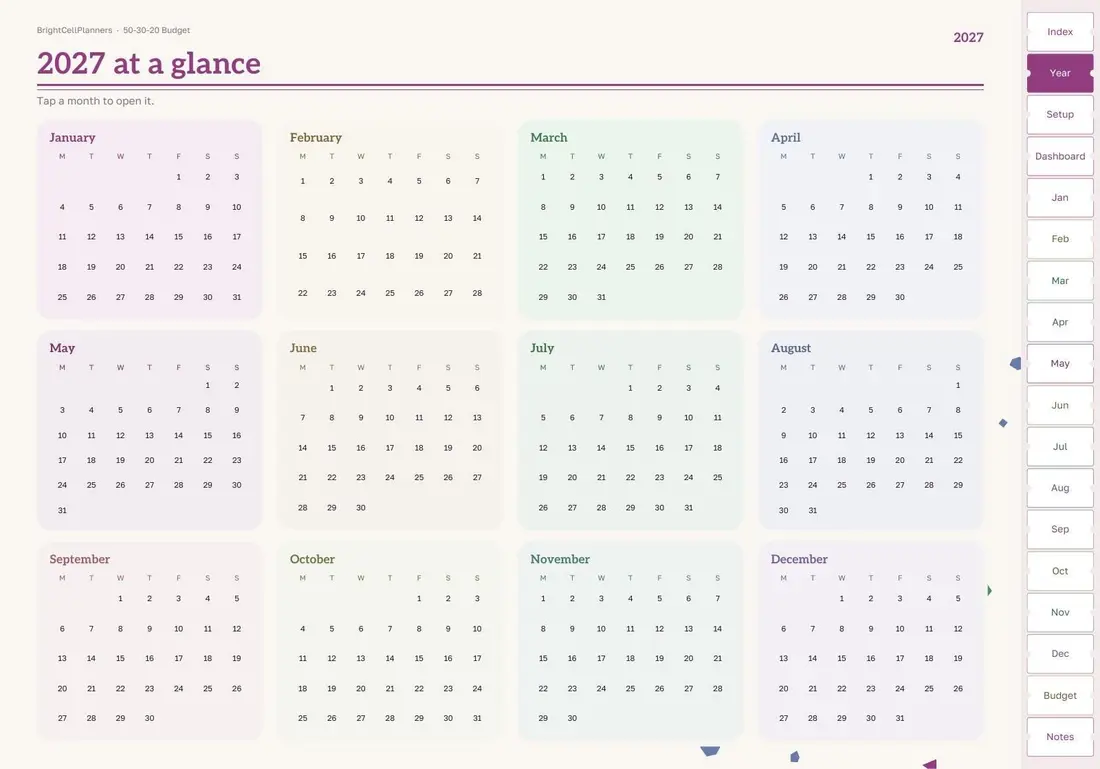 BrightCellPlanners · 50-30-20 Budget
2027
2027 at a glance
Tap a month to open it.
January
M T W T F S S
1 2 3
4 5 6 7 8 9 10
11 12 13 14 15 16 17
18 19 20 21 22 23 24
25 26 27 28 29 30 31
February
M T W T F S S
1 2 3 4 5 6 7
8 9 10 11 12 13 14
15 16 17 18 19 20 21
22 23 24 25 26 27 28
March
M T W T F S S
1 2 3 4 5 6 7
8 9 10 11 12 13 14
15 16 17 18 19 20 21
22 23 24 25 26 27 28
29 30 31
April
M T W T F S S
1 2 3 4
5 6 7 8 9 10 11
12 13 14 15 16 17 18
19 20 21 22 23 24 25
26 27 28 29 30
May
M T W T F S S
1 2
3 4 5 6 7 8 9
10 11 12 13 14 15 16
17 18 19 20 21 22 23
24 25 26 27 28 29 30
31
June
M T W T F S S
1 2 3 4 5 6
7 8 9 10 11 12 13
14 15 16 17 18 19 20
21 22 23 24 25 26 27
28 29 30
July
M T W T F S S
1 2 3 4
5 6 7 8 9 10 11
12 13 14 15 16 17 18
19 20 21 22 23 24 25
26 27 28 29 30 31
August
M T W T F S S
1
2 3 4 5 6 7 8
9 10 11 12 13 14 15
16 17 18 19 20 21 22
23 24 25 26 27 28 29
30 31
September
M T W T F S S
1 2 3 4 5
6 7 8 9 10 11 12
13 14 15 16 17 18 19
20 21 22 23 24 25 26
27 28 29 30
October
M T W T F S S
1 2 3
4 5 6 7 8 9 10
11 12 13 14 15 16 17
18 19 20 21 22 23 24
25 26 27 28 29 30 31
November
M T W T F S S
1 2 3 4 5 6 7
8 9 10 11 12 13 14
15 16 17 18 19 20 21
22 23 24 25 26 27 28
29 30
December
M T W T F S S
1 2 3 4 5
6 7 8 9 10 11 12
13 14 15 16 17 18 19
20 21 22 23 24 25 26
27 28 29 30 31
Index
Year
Setup
Dashboard
Jan
Feb
Mar
Apr
May
Jun
Jul
Aug
Sep
Oct
Nov
Dec
Budget
Notes